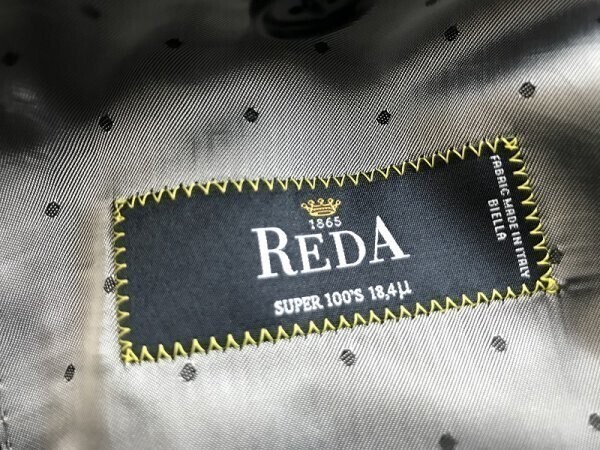 1865
REDA
SUPER 100'S 18,4µ
FABRIC MADE IN ITALY
BIELLA